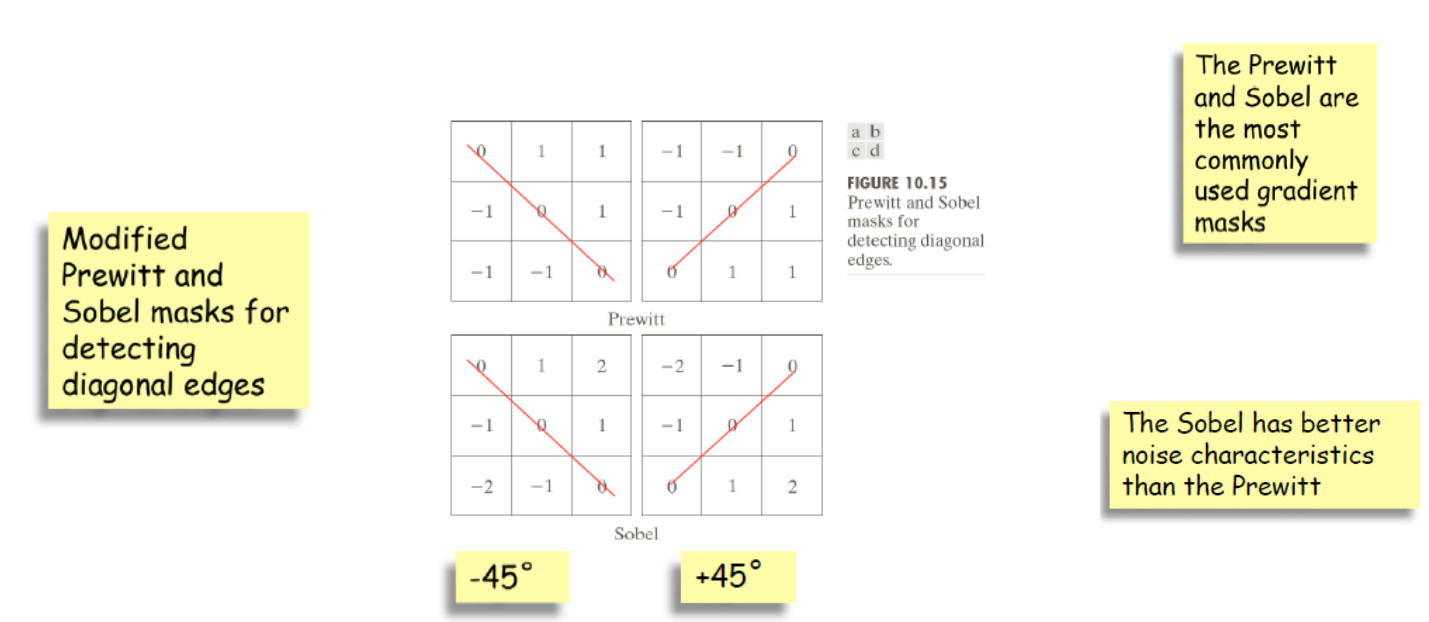 Modified
Prewitt and
Sobel masks for
detecting
diagonal edges
0 1 1 −1 −1 0
−1 0 1 −1 0 1
−1 −1 0 0 1 1
Prewitt
0 1 2 −2 −1 0
−1 0 1 −1 0 1
−2 −1 0 0 1 2
Sobel
-45° +45°
a b
c d
FIGURE 10.15
Prewitt and Sobel
masks for
detecting diagonal
edges.
The Prewitt
and Sobel are
the most
commonly
used gradient
masks
The Sobel has better
noise characteristics
than the Prewitt